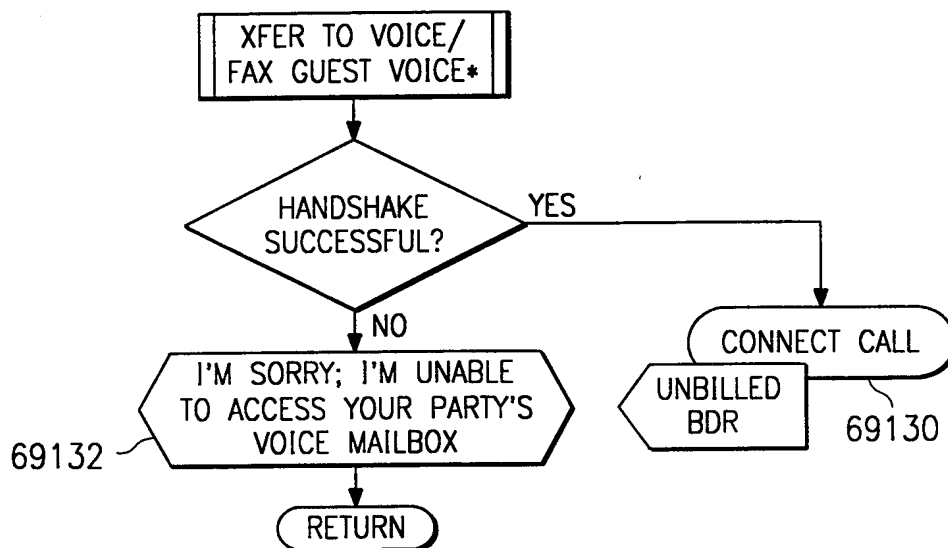 XFER TO VOICE/
FAX GUEST VOICE*
HANDSHAKE
SUCCESSFUL?
YES
NO
CONNECT CALL
UNBILLED
BDR
69130
I'M SORRY; I'M UNABLE
TO ACCESS YOUR PARTY'S
VOICE MAILBOX
69132
RETURN